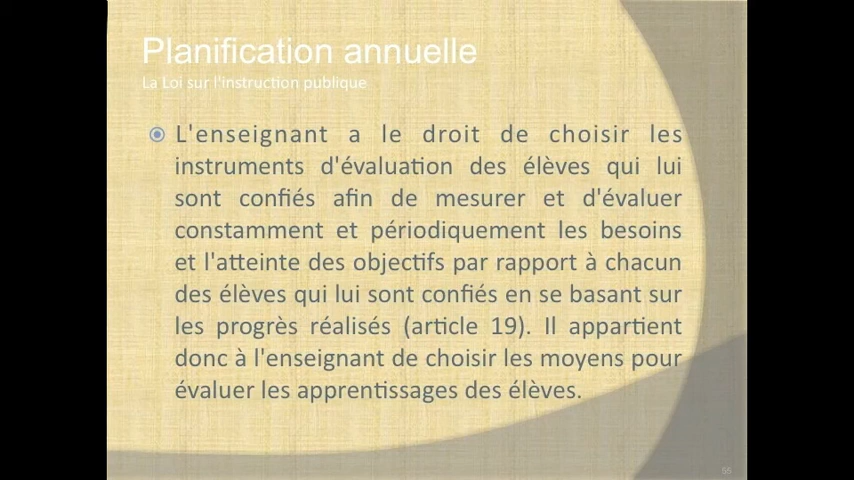 Planification annuelle
La Loi sur l'instruction publique
L'enseignant a le droit de choisir les
instruments d'évaluation des élèves qui lui
sont confiés afin de mesurer et d'évaluer
constamment et périodiquement les besoins
et l'atteinte des objectifs par rapport à chacun
des élèves qui lui sont confiés en se basant sur
les progrès réalisés (article 19). Il appartient
donc à l'enseignant de choisir les moyens pour
évaluer les apprentissages des élèves.